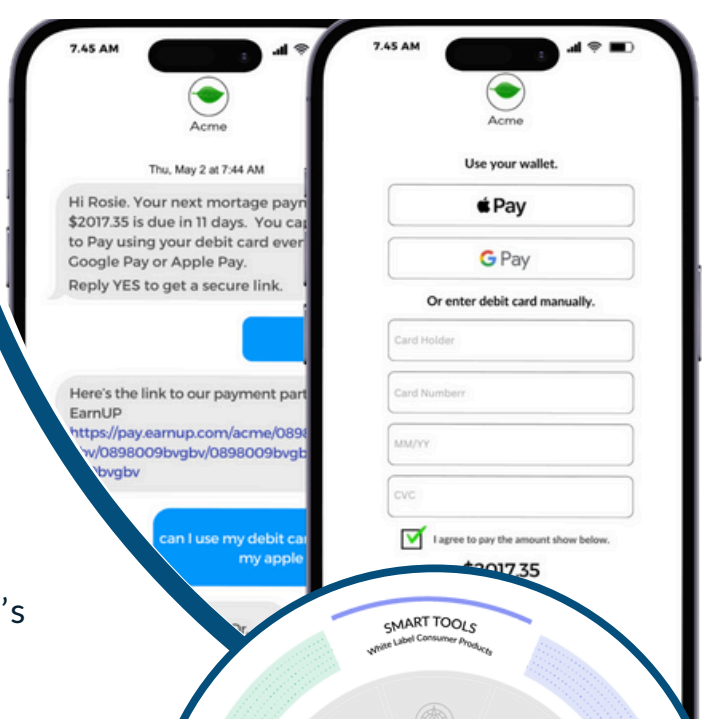 7.45 AM
Acme
Thu, May 2 at 7:44 AM
Hi Rosie. Your next mortage payn
$2017.35 is due in 11 days. You ca
to Pay using your debit card ever
Google Pay or Apple Pay.
Reply YES to get a secure link.
Here's the link to our payment part
EarnUP
https://pay.earnup.com/acme/0898
bv/0898009bvgbv/0898009bvgb
bvgbv
can I use my debit car
my apple
Or
7.45 AM
Acme
Use your wallet.
Pay
G Pay
Or enter debit card manually.
Card Holder
Card Numberr
MM/YY
CVC
I agree to pay the amount show below.
$2017.35
's
SMART TOOLS
White Label Consumer Products